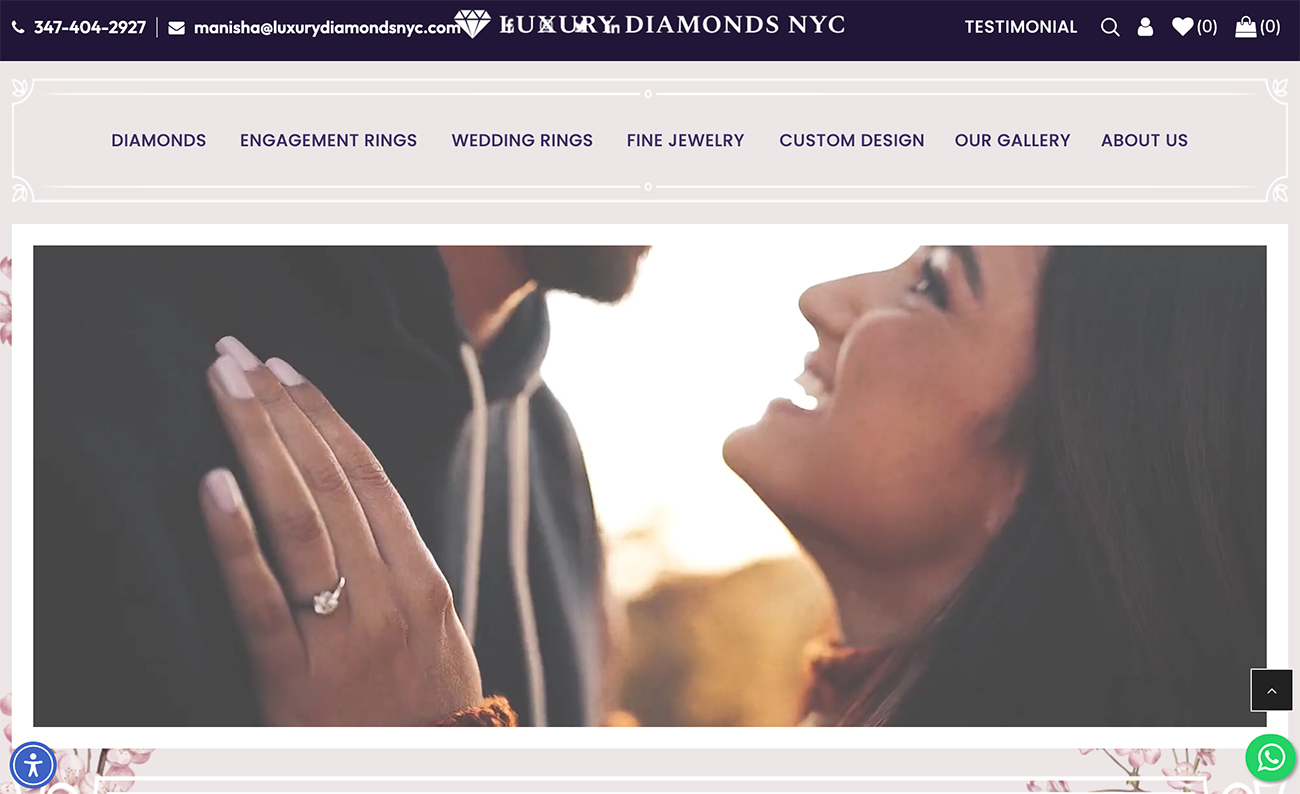 347-404-2927 manisha@luxurydiamondsnyc.com LUXURY DIAMONDS NYC TESTIMONIAL (0) (0)
DIAMONDS ENGAGEMENT RINGS WEDDING RINGS FINE JEWELRY CUSTOM DESIGN OUR GALLERY ABOUT US